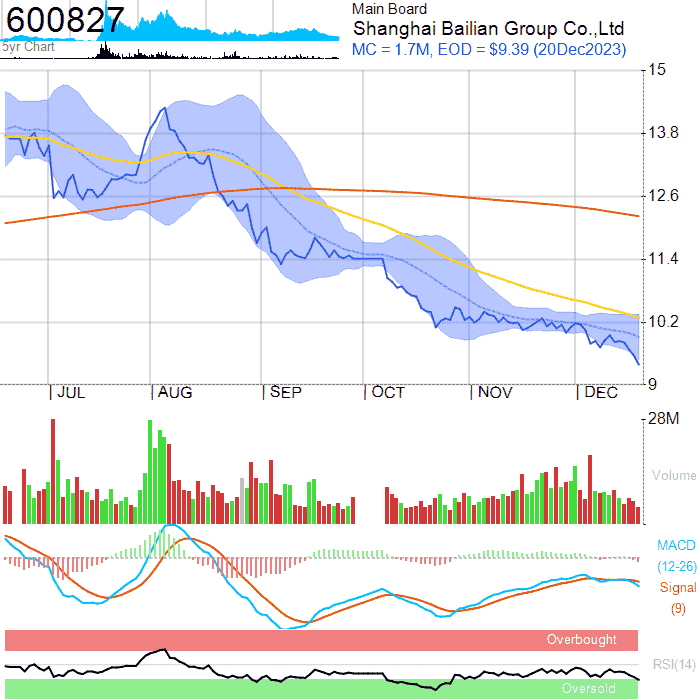 600827
5yr Chart
Main Board
Shanghai Bailian Group Co.,Ltd
MC = 1.7M, EOD = $9.39 (20Dec2023)
15
13.8
12.6
11.4
10.2
9
JUL AUG SEP OCT NOV DEC
28M
Volume
MACD
(12-26)
Signal
(9)
Overbought
RSI(14)
Oversold